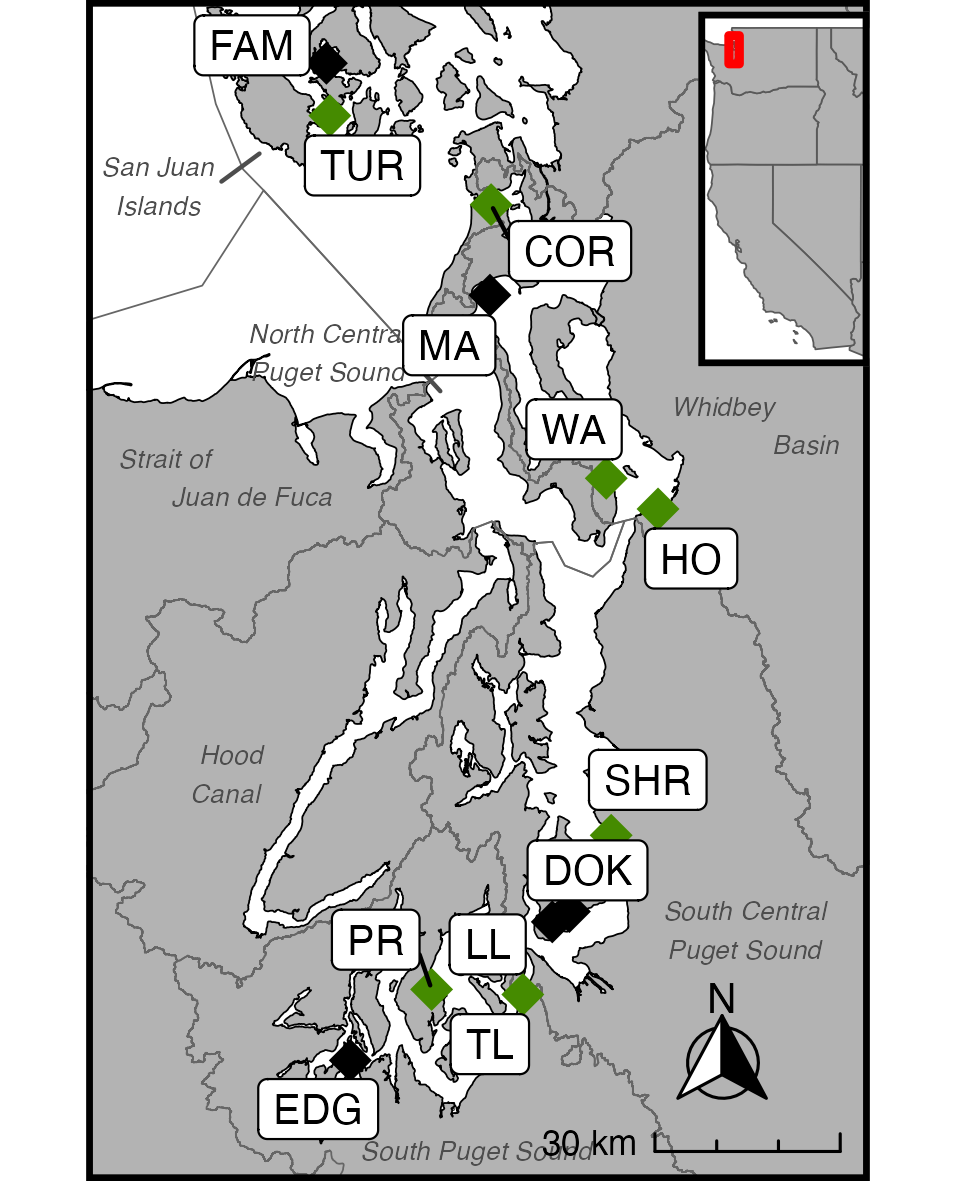 FAM
TUR
San Juan
Islands
COR
North Centra
Puget Sound
MA
Whidbey
Basin
WA
Strait of
Juan de Fuca
HO
Hood
Canal
SHR
DOK
South Central
Puget Sound
PR
LL
N
TL
EDG
30 km
South Puget Sound